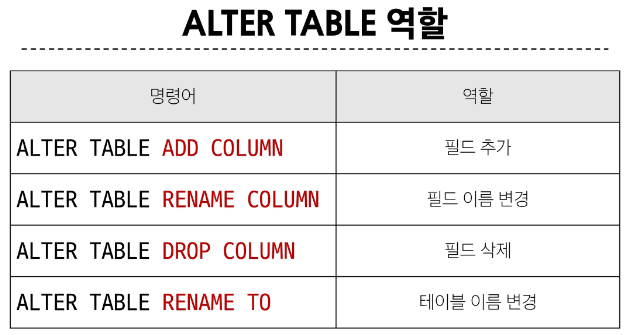 ALTER TABLE 역할
명령어 역할
ALTER TABLE ADD COLUMN 필드 추가
ALTER TABLE RENAME COLUMN 필드 이름 변경
ALTER TABLE DROP COLUMN 필드 삭제
ALTER TABLE RENAME TO 테이블 이름 변경